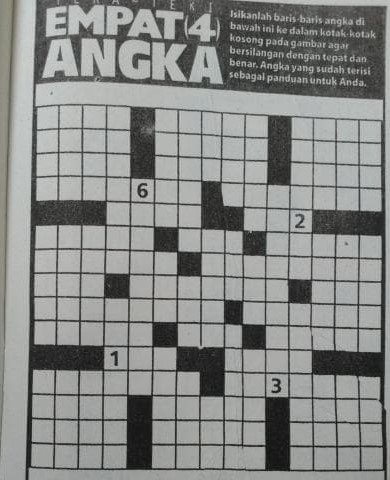 EMPAT(4)
ANGKA
Isikanlah baris-baris angka di
bawah ini ke dalam kotak-kotak
kosong pada gambar agar
bersilangan dengan tepat dan
benar. Angka yang sudah terisi
sebagai panduan untuk Anda.
6
2
1
3